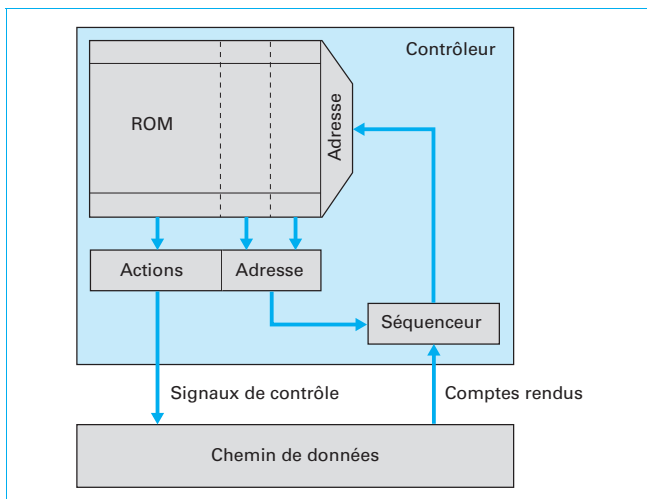 Contrôleur
ROM
Adresse
Actions
Adresse
Séquenceur
Signaux de contrôle
Comptes rendus
Chemin de données